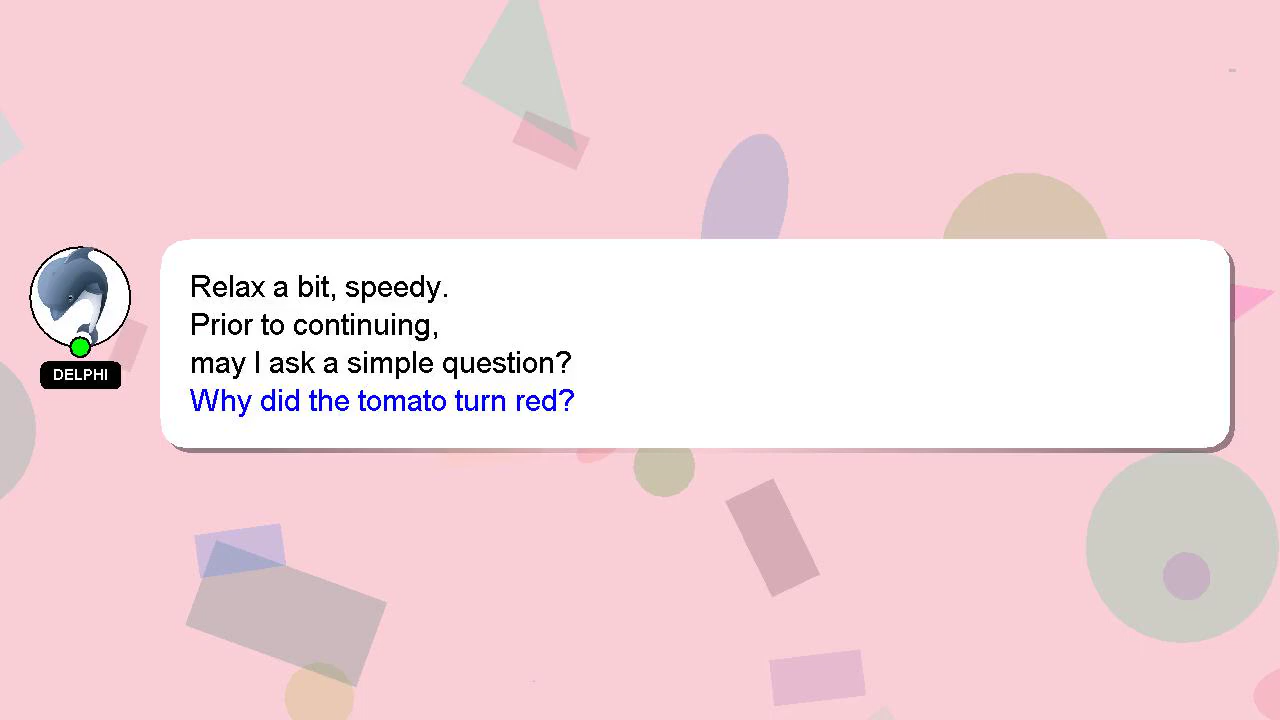 Relax a bit, speedy.
Prior to continuing,
may I ask a simple question?
Why did the tomato turn red?
DELPHI